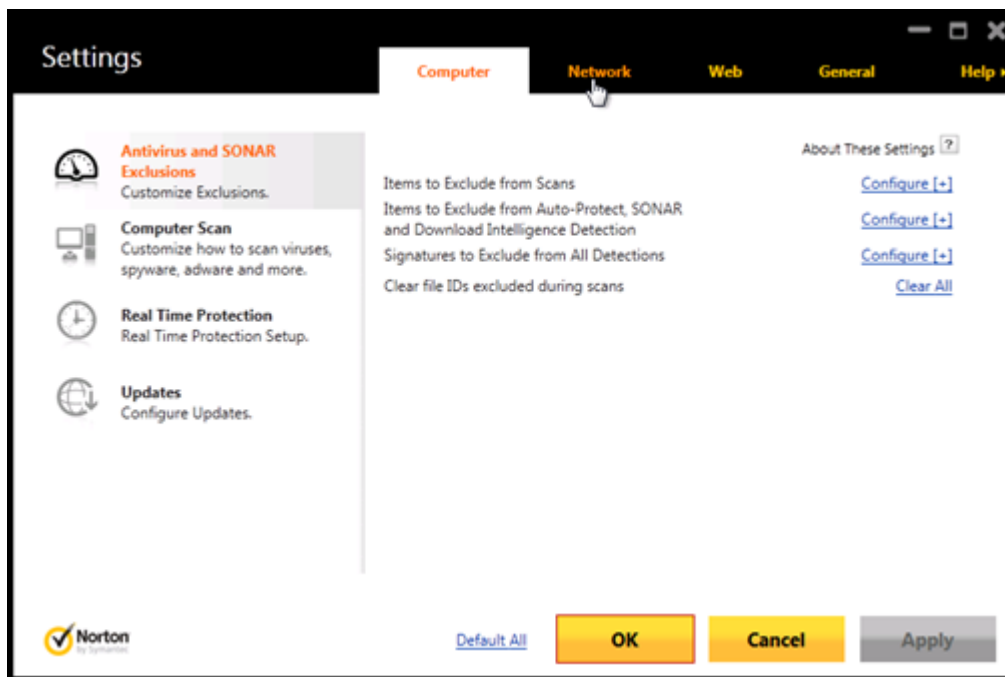 Settings
Computer
Network
Web
General
Help
Antivirus and SONAR
Exclusions
Customize Exclusions.
Computer Scan
Customize how to scan viruses,
spyware, adware and more.
Real Time Protection
Real Time Protection Setup.
Updates
Configure Updates.
About These Settings ?
Items to Exclude from Scans Configure [+]
Items to Exclude from Auto-Protect, SONAR
and Download Intelligence Detection Configure [+]
Signatures to Exclude from All Detections Configure [+]
Clear file IDs excluded during scans Clear All
Norton
by Symantec
Default All
OK
Cancel
Apply